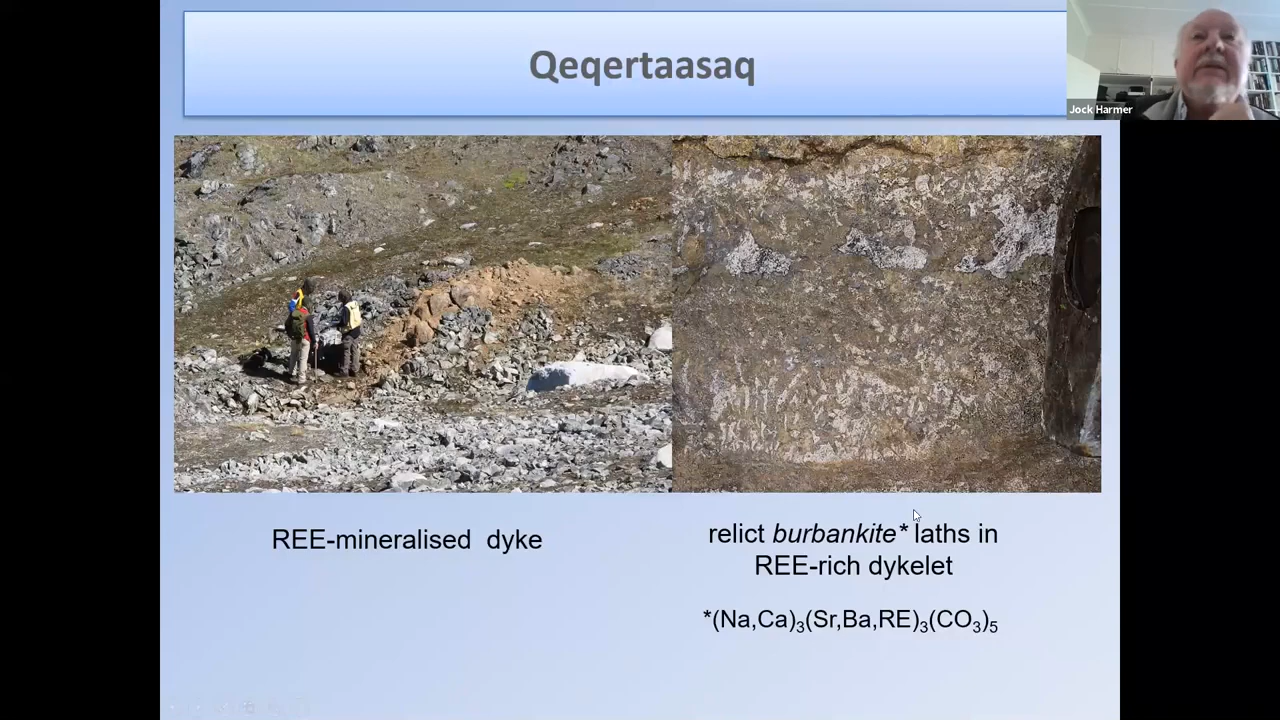 Qeqertaasaq
Jock Harmer
REE-mineralised dyke
relict burbankite* laths in
REE-rich dykelet
*(Na,Ca)₃(Sr,Ba,RE)₃(CO₃)₅